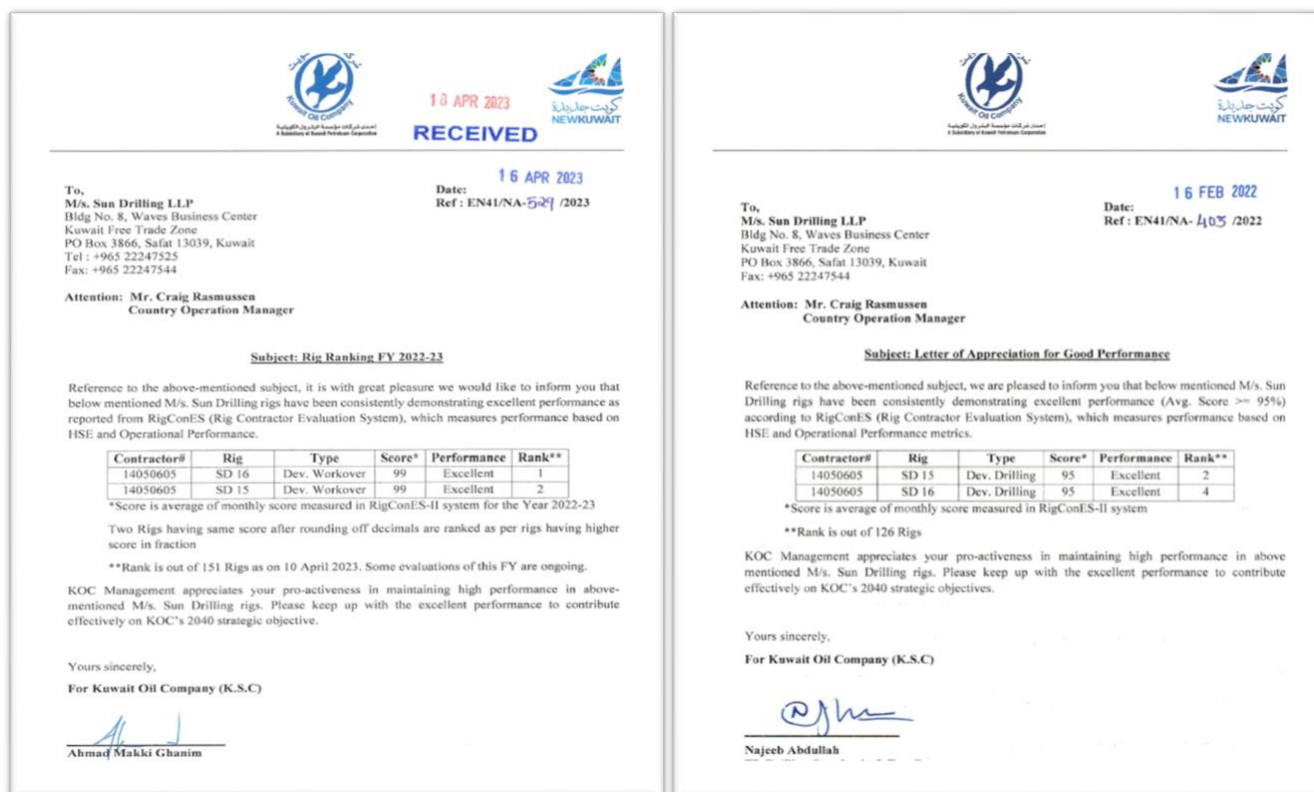 Kuwait Oil Company
A Subsidiary of Kuwait Petroleum Corporation
كويت جديدة
NEWKUWAIT
10 APR 2023
RECEIVED
16 APR 2023
To,
M/s. Sun Drilling LLP
Bldg No. 8, Waves Business Center
Kuwait Free Trade Zone
PO Box 3866, Safat 13039, Kuwait
Tel : +965 22247525
Fax: +965 22247544
Date:
Ref : EN41/NA-529 /2023
Attention: Mr. Craig Rasmussen
Country Operation Manager
Subject: Rig Ranking FY 2022-23
Reference to the above-mentioned subject, it is with great pleasure we would like to inform you that
below mentioned M/s. Sun Drilling rigs have been consistently demonstrating excellent performance as
reported from RigConES (Rig Contractor Evaluation System), which measures performance based on
HSE and Operational Performance.
Contractor# Rig Type Score* Performance Rank**
14050605 SD 16 Dev. Workover 99 Excellent 1
14050605 SD 15 Dev. Workover 99 Excellent 2
*Score is average of monthly score measured in RigConES-II system for the Year 2022-23
Two Rigs having same score after rounding off decimals are ranked as per rigs having higher
score in fraction
**Rank is out of 151 Rigs as on 10 April 2023. Some evaluations of this FY are ongoing.
KOC Management appreciates your pro-activeness in maintaining high performance in above-
mentioned M/s. Sun Drilling rigs. Please keep up with the excellent performance to contribute
effectively on KOC's 2040 strategic objective.
Yours sincerely,
For Kuwait Oil Company (K.S.C)
Ahmad Makki Ghanim
Kuwait Oil Company
A Subsidiary of Kuwait Petroleum Corporation
كويت جديدة
NEWKUWAIT
16 FEB 2022
To,
M/s. Sun Drilling LLP
Bldg No. 8, Waves Business Center
Kuwait Free Trade Zone
PO Box 3866, Safat 13039, Kuwait
Fax: +965 22247544
Date:
Ref : EN41/NA- 403 /2022
Attention: Mr. Craig Rasmussen
Country Operation Manager
Subject: Letter of Appreciation for Good Performance
Reference to the above-mentioned subject, we are pleased to inform you that below mentioned M/s. Sun
Drilling rigs have been consistently demonstrating excellent performance (Avg. Score >= 95%)
according to RigConES (Rig Contractor Evaluation System), which measures performance based on
HSE and Operational Performance metrics.
Contractor# Rig Type Score* Performance Rank**
14050605 SD 15 Dev. Drilling 95 Excellent 2
14050605 SD 16 Dev. Drilling 95 Excellent 4
*Score is average of monthly score measured in RigConES-II system
**Rank is out of 126 Rigs
KOC Management appreciates your pro-activeness in maintaining high performance in above
mentioned M/s. Sun Drilling rigs. Please keep up with the excellent performance to contribute
effectively on KOC's 2040 strategic objectives.
Yours sincerely,
For Kuwait Oil Company (K.S.C)
Najeeb Abdullah